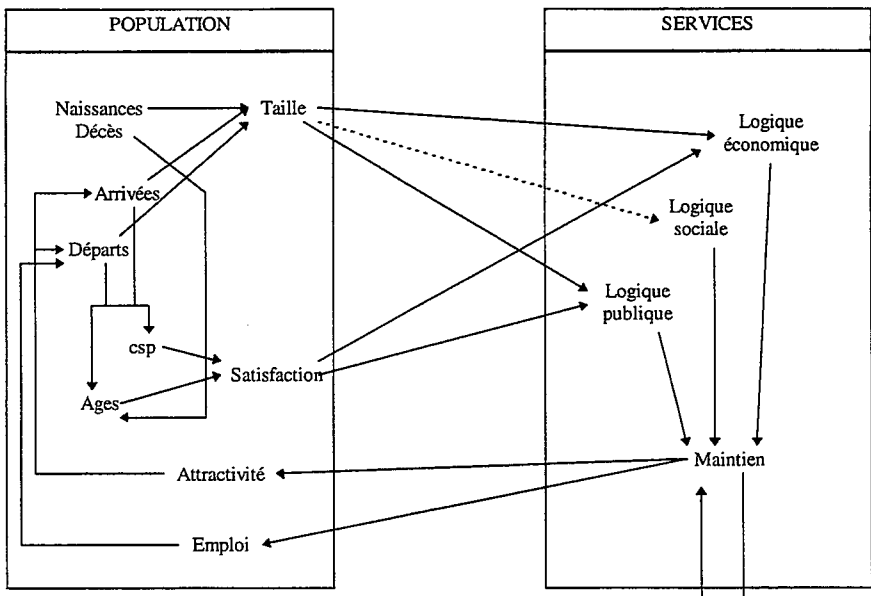 POPULATION
SERVICES
Naissances
Décès
Taille
Arrivées
Départs
csp
Ages
Satisfaction
Attractivité
Emploi
Logique
économique
Logique
sociale
Logique
publique
Maintien